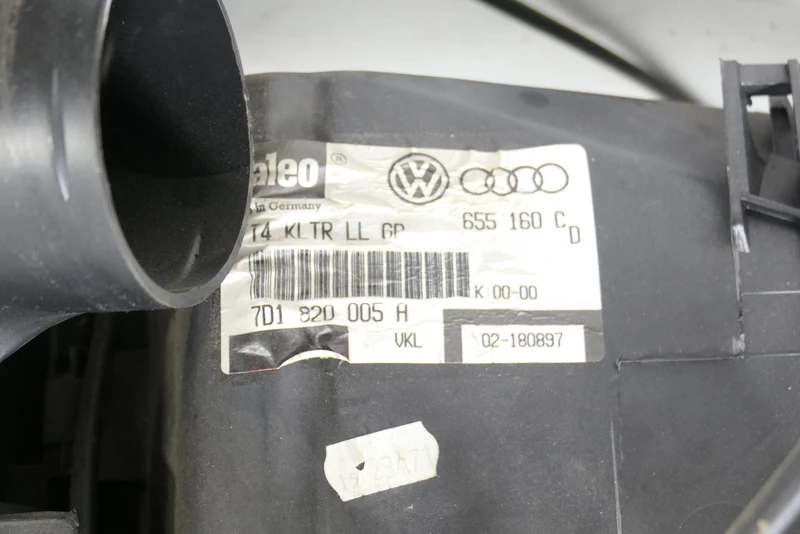 aleo ®
in Germany
T4 KLTR LL GP
655 160 C D
K:00-00
7D1 820 005 A
VKL
02-180897